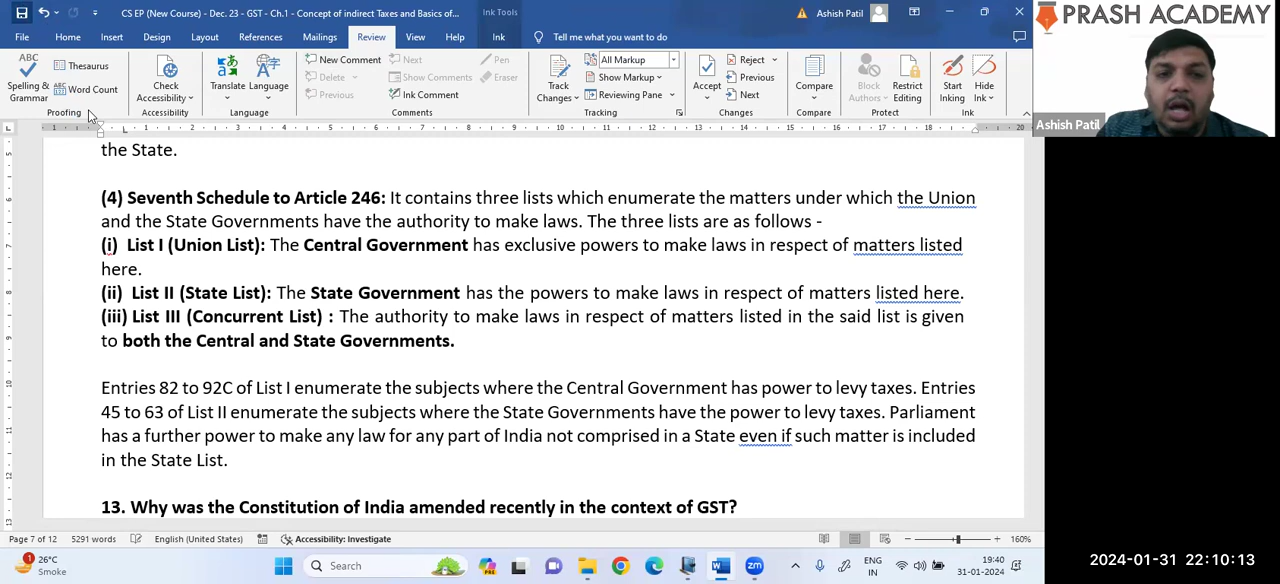 CS EP (New Course) - Dec. 23 - GST - Ch.1 - Concept of indirect Taxes and Basics of...
Ink Tools
Ashish Patil
File Home Insert Design Layout References Mailings Review View Help Ink Tell me what you want to do
ABC
Spelling & Grammar
Thesaurus
Word Count
Proofing
Check Accessibility
Accessibility
Translate
Language
Language
New Comment
Delete
Previous
Next
Show Comments
Ink Comment
Pen
Eraser
Comments
Track Changes
All Markup
Show Markup
Reviewing Pane
Tracking
Accept
Reject
Previous
Next
Changes
Compare
Compare
Block Authors
Restrict Editing
Protect
Start Inking
Hide Ink
Ink
PRASH ACADEMY
Ashish Patil
the State.
(4) Seventh Schedule to Article 246: It contains three lists which enumerate the matters under which the Union
and the State Governments have the authority to make laws. The three lists are as follows -
(i) List I (Union List): The Central Government has exclusive powers to make laws in respect of matters listed
here.
(ii) List II (State List): The State Government has the powers to make laws in respect of matters listed here.
(iii) List III (Concurrent List) : The authority to make laws in respect of matters listed in the said list is given
to both the Central and State Governments.
Entries 82 to 92C of List I enumerate the subjects where the Central Government has power to levy taxes. Entries
45 to 63 of List II enumerate the subjects where the State Governments have the power to levy taxes. Parliament
has a further power to make any law for any part of India not comprised in a State even if such matter is included
in the State List.
13. Why was the Constitution of India amended recently in the context of GST?
Page 7 of 12 5291 words English (United States) Accessibility: Investigate 160%
26°C
Smoke
Search
ENG
IN
19:40
31-01-2024
2024-01-31 22:10:13